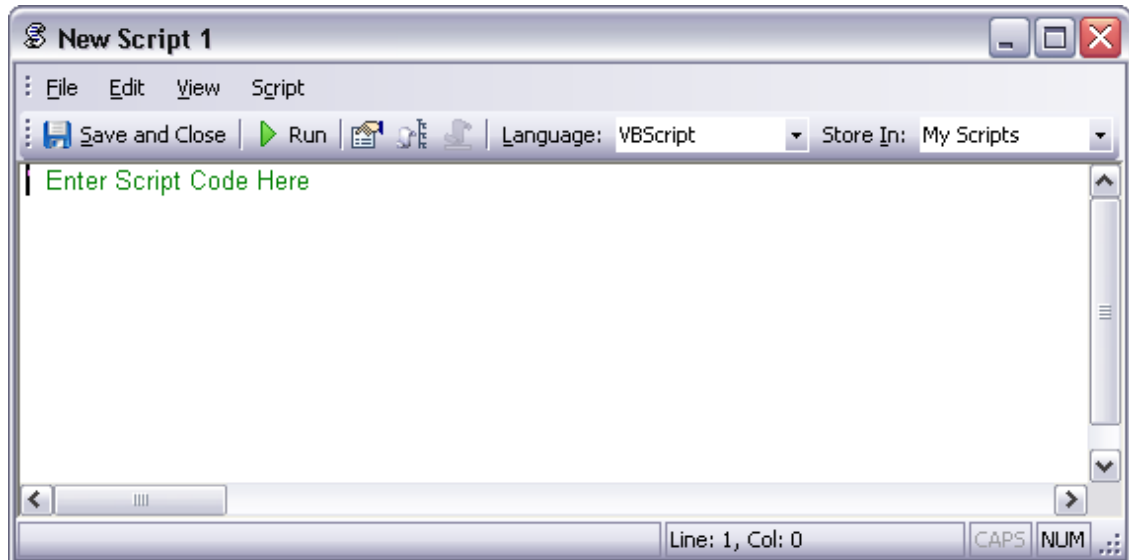 New Script 1
File Edit View Script
Save and Close Run Language: VBScript Store In: My Scripts
' Enter Script Code Here
Line: 1, Col: 0 CAPS NUM